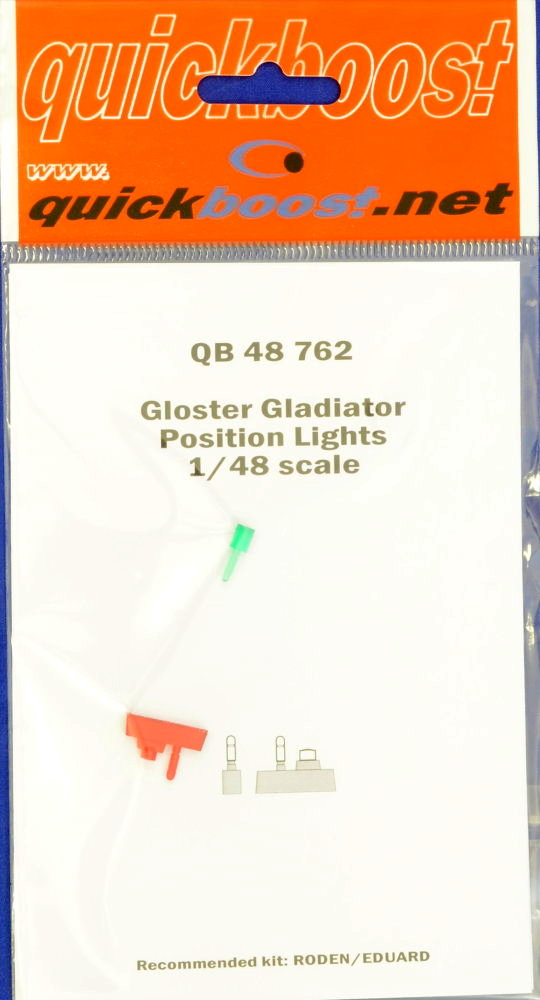 quickboost
www.
quickboost.net
QB 48 762
Gloster Gladiator
Position Lights
1/48 scale
Recommended kit: RODEN/EDUARD